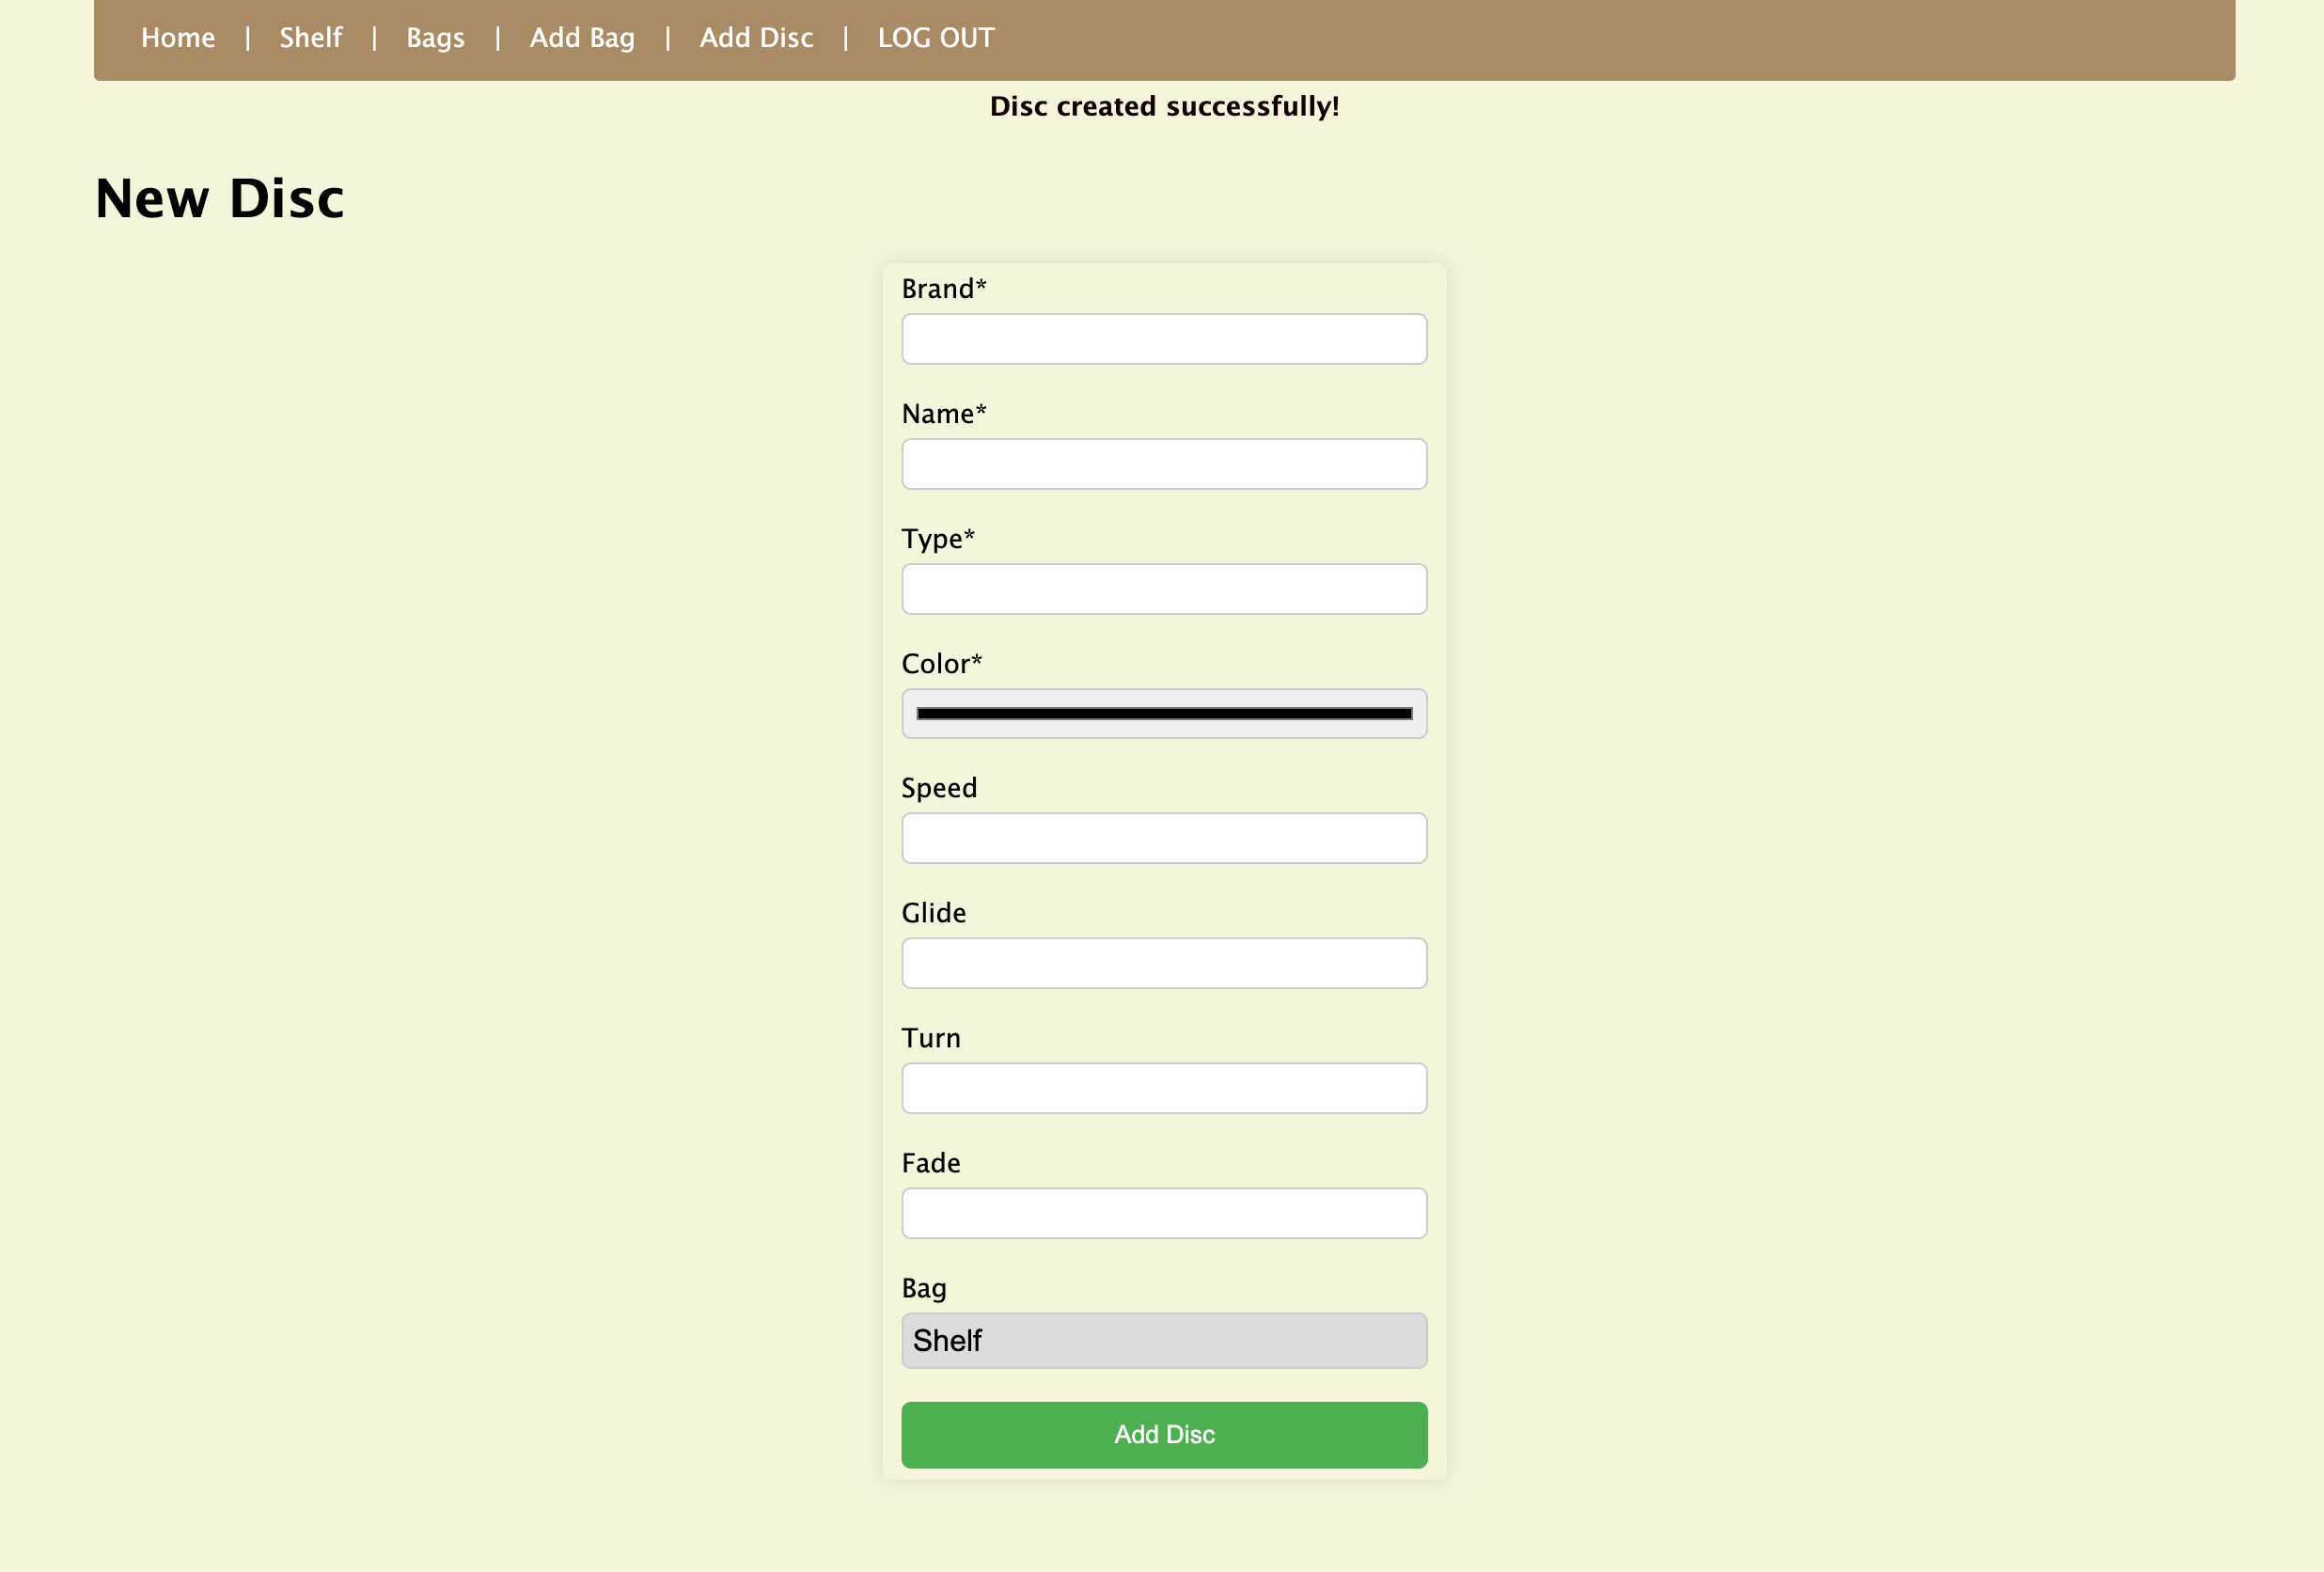 Home | Shelf | Bags | Add Bag | Add Disc | LOG OUT
Disc created successfully!
New Disc
Brand*
Name*
Type*
Color*
Speed
Glide
Turn
Fade
Bag
Shelf
Add Disc